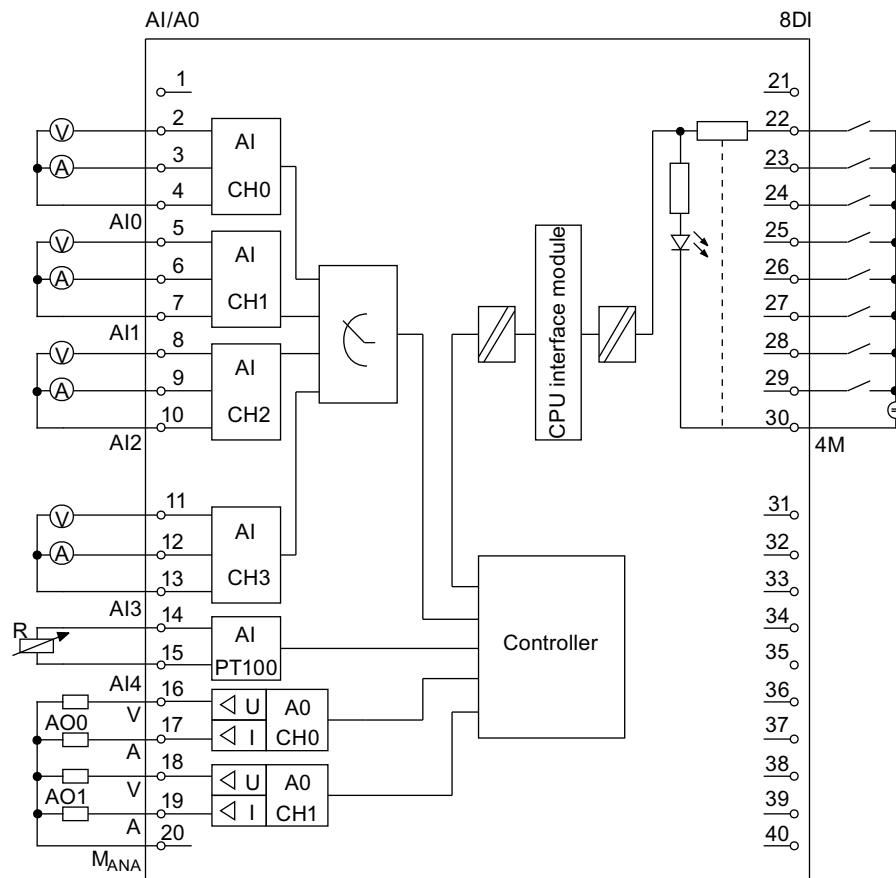 AI/A0
8DI
1
2
3
4
AI0
5
6
7
AI1
8
9
10
AI2
11
12
13
AI3
14
15
AI4
16
V
17
A
18
V
19
A
20
MANA
V
A
V
A
V
A
V
A
R
AO0
AO1
AI
CH0
AI
CH1
AI
CH2
AI
CH3
AI
PT100
U
I
A0
CH0
U
I
A0
CH1
CPU interface module
Controller
21
22
23
24
25
26
27
28
29
30
4M
31
32
33
34
35
36
37
38
39
40